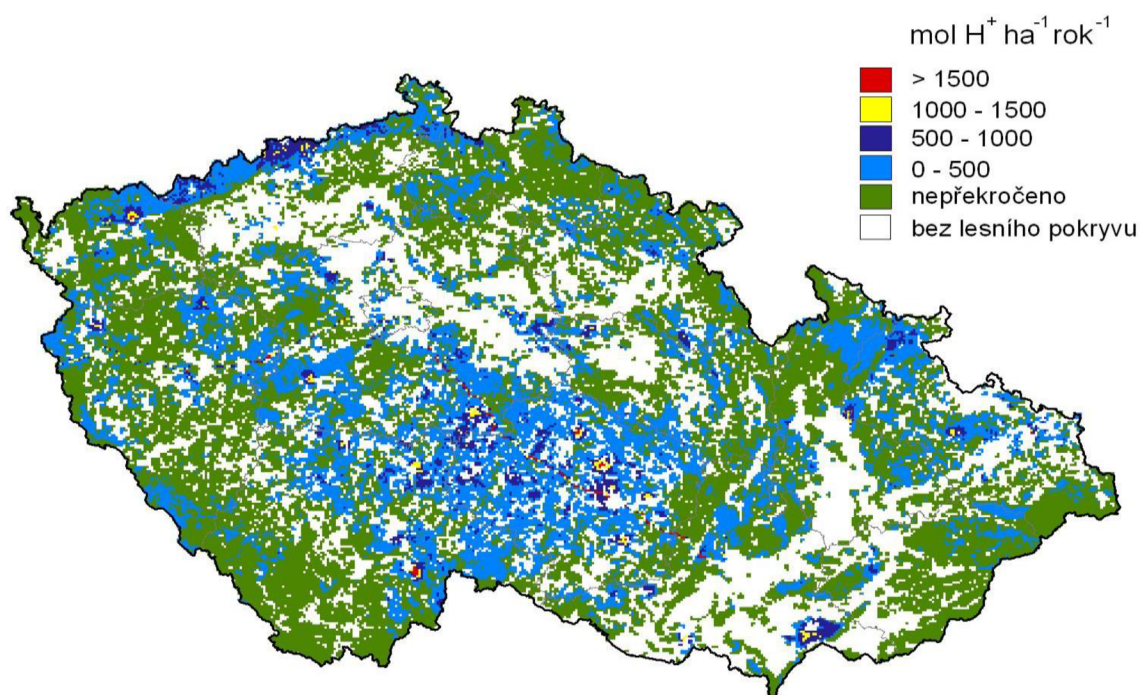 mol H⁺ ha⁻¹ rok⁻¹
> 1500
1000 - 1500
500 - 1000
0 - 500
nepřekročeno
bez lesního pokryvu